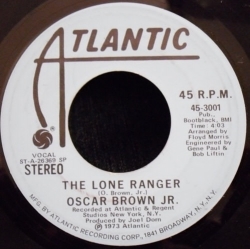 ATLANTIC
45 R.P.M.
45-3001
Pub.,
Bootblack, BMI
Time: 4:03
Arranged by
Floyd Morris
Engineered by
Gene Paul &
Bob Liftin
VOCAL
ST-A-26369 SP
STEREO
THE LONE RANGER
(O. Brown, Jr.)
OSCAR BROWN JR.
Recorded at Atlantic & Regent
Studios New York, N.Y.
Produced by Joel Dorn
℗ 1973 Atlantic
MFG. BY ATLANTIC RECORDING CORP., 1841 BROADWAY, N.Y., N.Y.